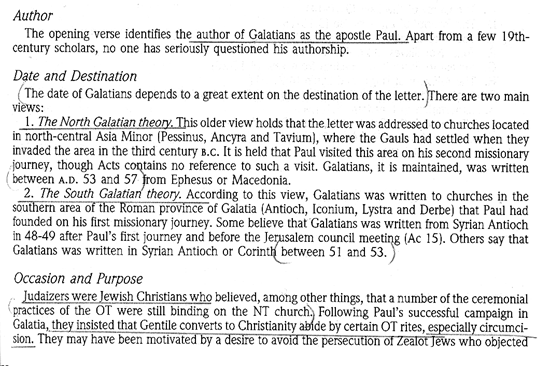 Author
The opening verse identifies the author of Galatians as the apostle Paul. Apart from a few 19th-
century scholars, no one has seriously questioned his authorship.
Date and Destination
The date of Galatians depends to a great extent on the destination of the letter. There are two main
views:
1. The North Galatian theory. This older view holds that the letter was addressed to churches located
in north-central Asia Minor (Pessinus, Ancyra and Tavium), where the Gauls had settled when they
invaded the area in the third century B.C. It is held that Paul visited this area on his second missionary
journey, though Acts contains no reference to such a visit. Galatians, it is maintained, was written
between A.D. 53 and 57 from Ephesus or Macedonia.
2. The South Galatian theory. According to this view, Galatians was written to churches in the
southern area of the Roman province of Galatia (Antioch, Iconium, Lystra and Derbe) that Paul had
founded on his first missionary journey. Some believe that Galatians was written from Syrian Antioch
in 48-49 after Paul's first journey and before the Jerusalem council meeting (Ac 15). Others say that
Galatians was written in Syrian Antioch or Corinth between 51 and 53.
Occasion and Purpose
Judaizers were Jewish Christians who believed, among other things, that a number of the ceremonial
practices of the OT were still binding on the NT church. Following Paul's successful campaign in
Galatia, they insisted that Gentile converts to Christianity abide by certain OT rites, especially circumci-
sion. They may have been motivated by a desire to avoid the persecution of Zealot Jews who objected